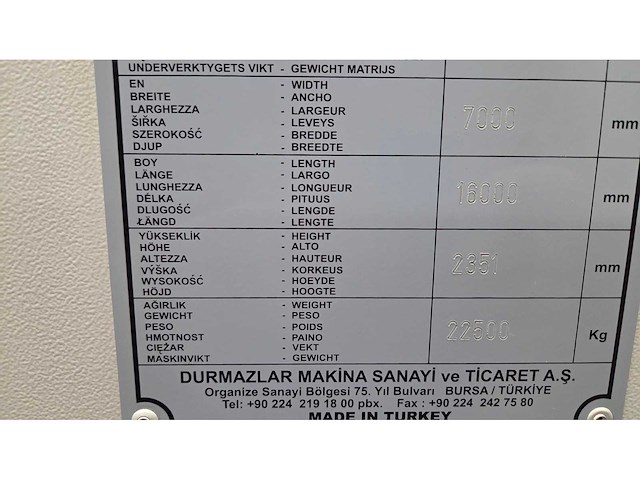 UNDERVERKTYGETS VIKT - GEWICHT MATRIJS
EN - WIDTH
BREITE - ANCHO
LARGHEZZA - LARGEUR
ŠIŘKA - LEVEYS 7000 mm
SZEROKOŚĆ - BREDDE
DJUP - BREEDTE
BOY - LENGTH
LÄNGE - LARGO
LUNGHEZZA - LONGUEUR
DÉLKA - PITUUS 16000 mm
DLUGOŚĆ - LENGDE
ŁÄNGD - LENGTE
YÜKSEKLİK - HEIGHT
HÖHE - ALTO
ALTEZZA - HAUTEUR
VÝŠKA - KORKEUS 2351 mm
WYSOKOŚĆ - HOEYDE
HÖJD - HOOGTE
AĞIRLIK - WEIGHT
GEWICHT - PESO
PESO - POIDS
HMOTNOST - PAINO 22500 Kg
CIĘŻAR - VEKT
MASKINVIKT - GEWICHT
DURMAZLAR MAKİNA SANAYİ ve TİCARET A.Ş.
Organize Sanayi Bölgesi 75. Yıl Bulvarı BURSA / TÜRKİYE
Tel: +90 224 219 18 00 pbx. Fax : +90 224 242 75 80
MADE IN TURKEY